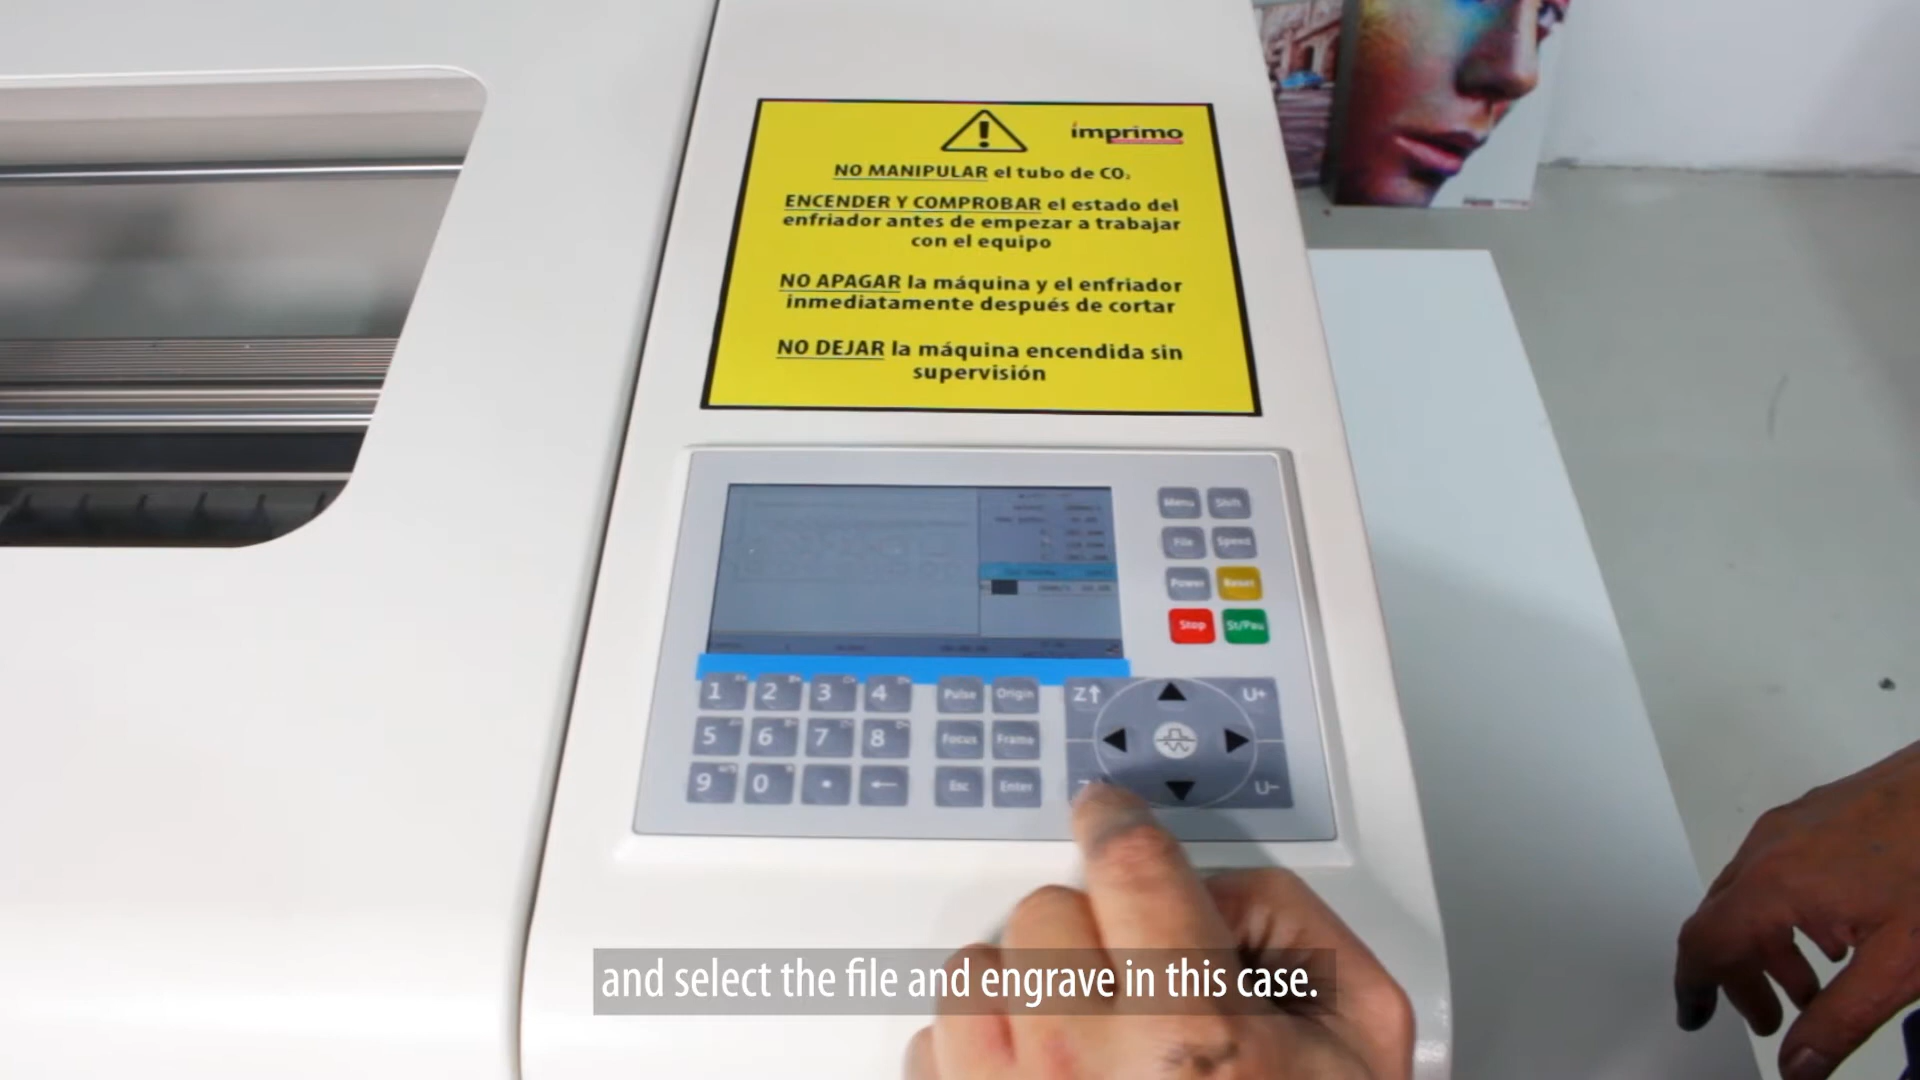 imprimo
NO MANIPULAR el tubo de CO₂
ENCENDER Y COMPROBAR el estado del
enfriador antes de empezar a trabajar
con el equipo
NO APAGAR la máquina y el enfriador
inmediatamente después de cortar
NO DEJAR la máquina encendida sin
supervisión
Menu Shift
File Speed
Power Reset
Stop St/Pau
1 2 3 4 Pulse Origin Z↑ U+
5 6 7 8 Focus Frame
9 0 • ← Esc Enter U-
and select the file and engrave in this case.